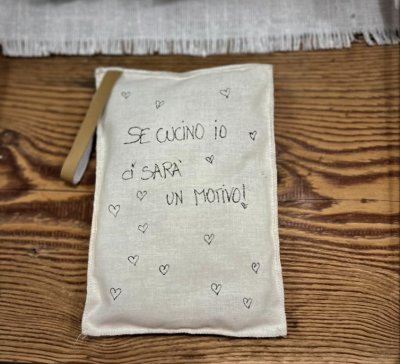 SE CUCINO iO
ci SARÀ
UN MOTIVO!